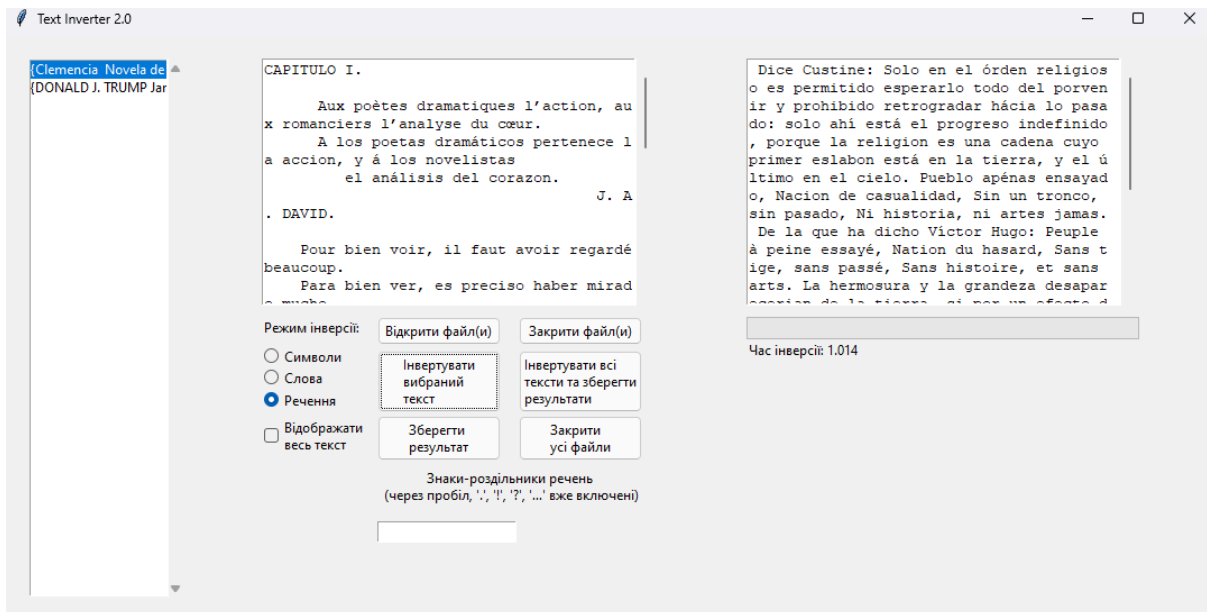 Text Inverter 2.0
{Clemencia Novela de
{DONALD J. TRUMP Jar
CAPITULO I.
Aux poètes dramatiques l’action, au
x romanciers l’analyse du cœur.
A los poetas dramáticos pertenece l
a accion, y á los novelistas
el análisis del corazon.
J. A
. DAVID.
Pour bien voir, il faut avoir regardé
beaucoup.
Para bien ver, es preciso haber mirad
o mucho
Dice Custine: Solo en el órden religios
o es permitido esperarlo todo del porven
ir y prohibido retrogradar hácia lo pasa
do: solo ahí está el progreso indefinido
, porque la religion es una cadena cuyo
primer eslabon está en la tierra, y el ú
ltimo en el cielo. Pueblo apénas ensayad
o, Nacion de casualidad, Sin un tronco,
sin pasado, Ni historia, ni artes jamas.
De la que ha dicho Víctor Hugo: Peuple
à peine essayé, Nation du hasard, Sans t
ige, sans passé, Sans histoire, et sans
arts. La hermosura y la grandeza desapar
ecerian de la tierra, si por un efecto d
Режим інверсії:
Символи
Слова
Речення
Відображати
весь текст
Відкрити файл(и)
Закрити файл(и)
Інвертувати
вибраний
текст
Інвертувати всі
тексти та зберегти
результати
Зберегти
результат
Закрити
усі файли
Знаки-роздільники речень
(через пробіл, '.', '!', '?', '...' вже включені)
Час інверсії: 1.014